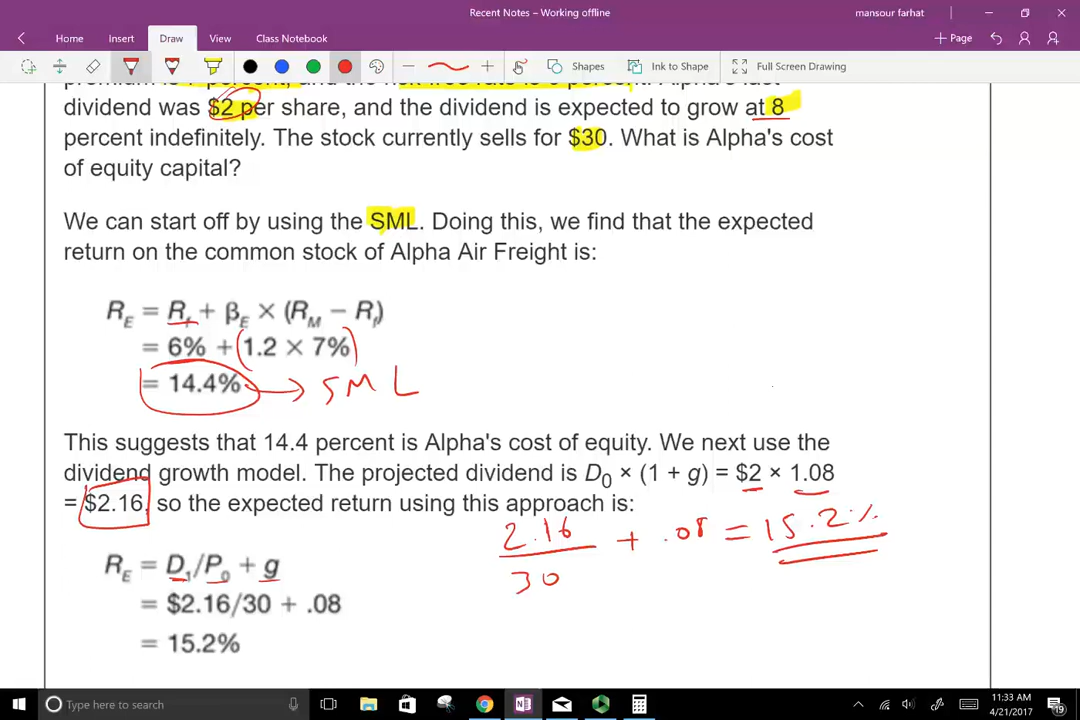 Recent Notes – Working offline
mansour farhat
Home Insert Draw View Class Notebook
Page
Shapes Ink to Shape Full Screen Drawing
dividend was $2 per share, and the dividend is expected to grow at 8
percent indefinitely. The stock currently sells for $30. What is Alpha's cost
of equity capital?
We can start off by using the SML. Doing this, we find that the expected
return on the common stock of Alpha Air Freight is:
R_E = R_f + β_E × (R_M − R_f)
= 6% + (1.2 × 7%)
= 14.4% → SML
This suggests that 14.4 percent is Alpha's cost of equity. We next use the
dividend growth model. The projected dividend is D₀ × (1 + g) = $2 × 1.08
= $2.16, so the expected return using this approach is:
2.16
+ .08 = 15.2%
30
R_E = D₁/P₀ + g
= $2.16/30 + .08
= 15.2%
Type here to search
11:33 AM
4/21/2017
19